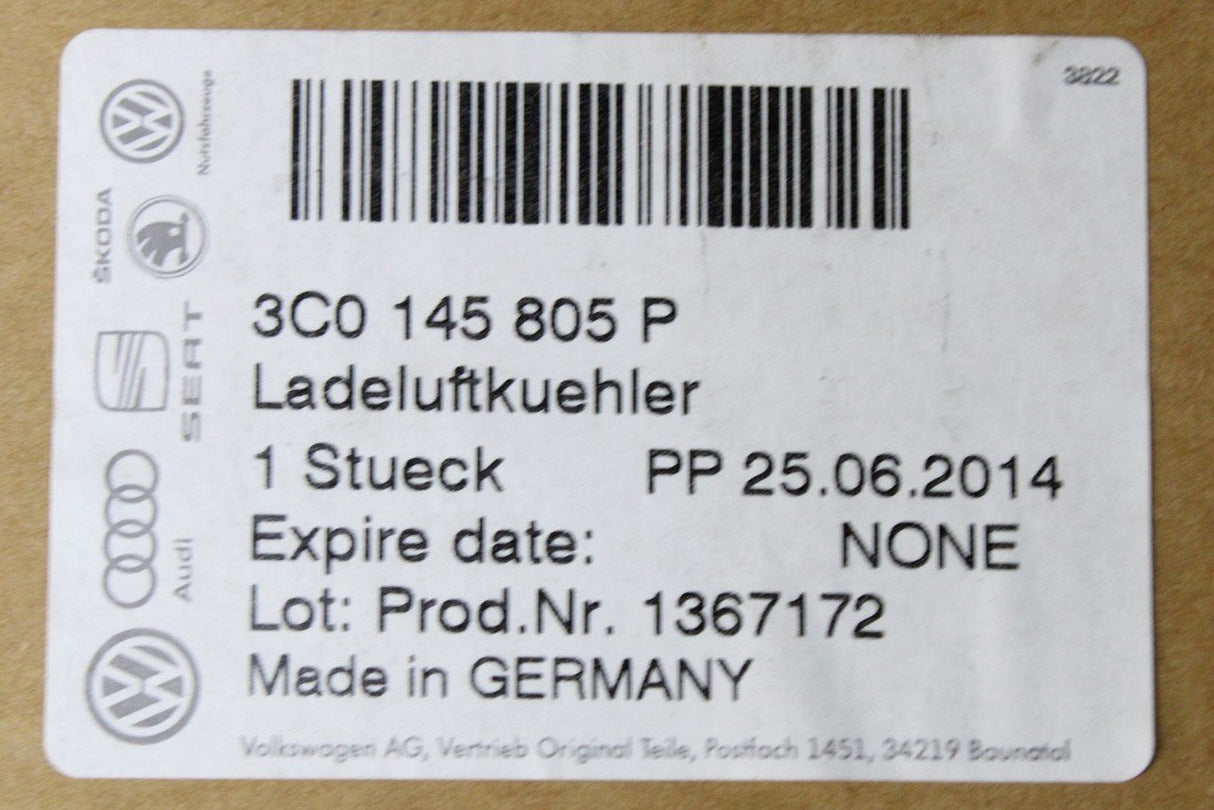 3822
Nutzfahrzeuge
ŠKODA
SEAT
Audi
3C0 145 805 P
Ladeluftkuehler
1 Stueck PP 25.06.2014
Expire date: NONE
Lot: Prod.Nr. 1367172
Made in GERMANY
Volkswagen AG, Vertrieb Original Teile, Postfach 1451, 34219 Baunatal